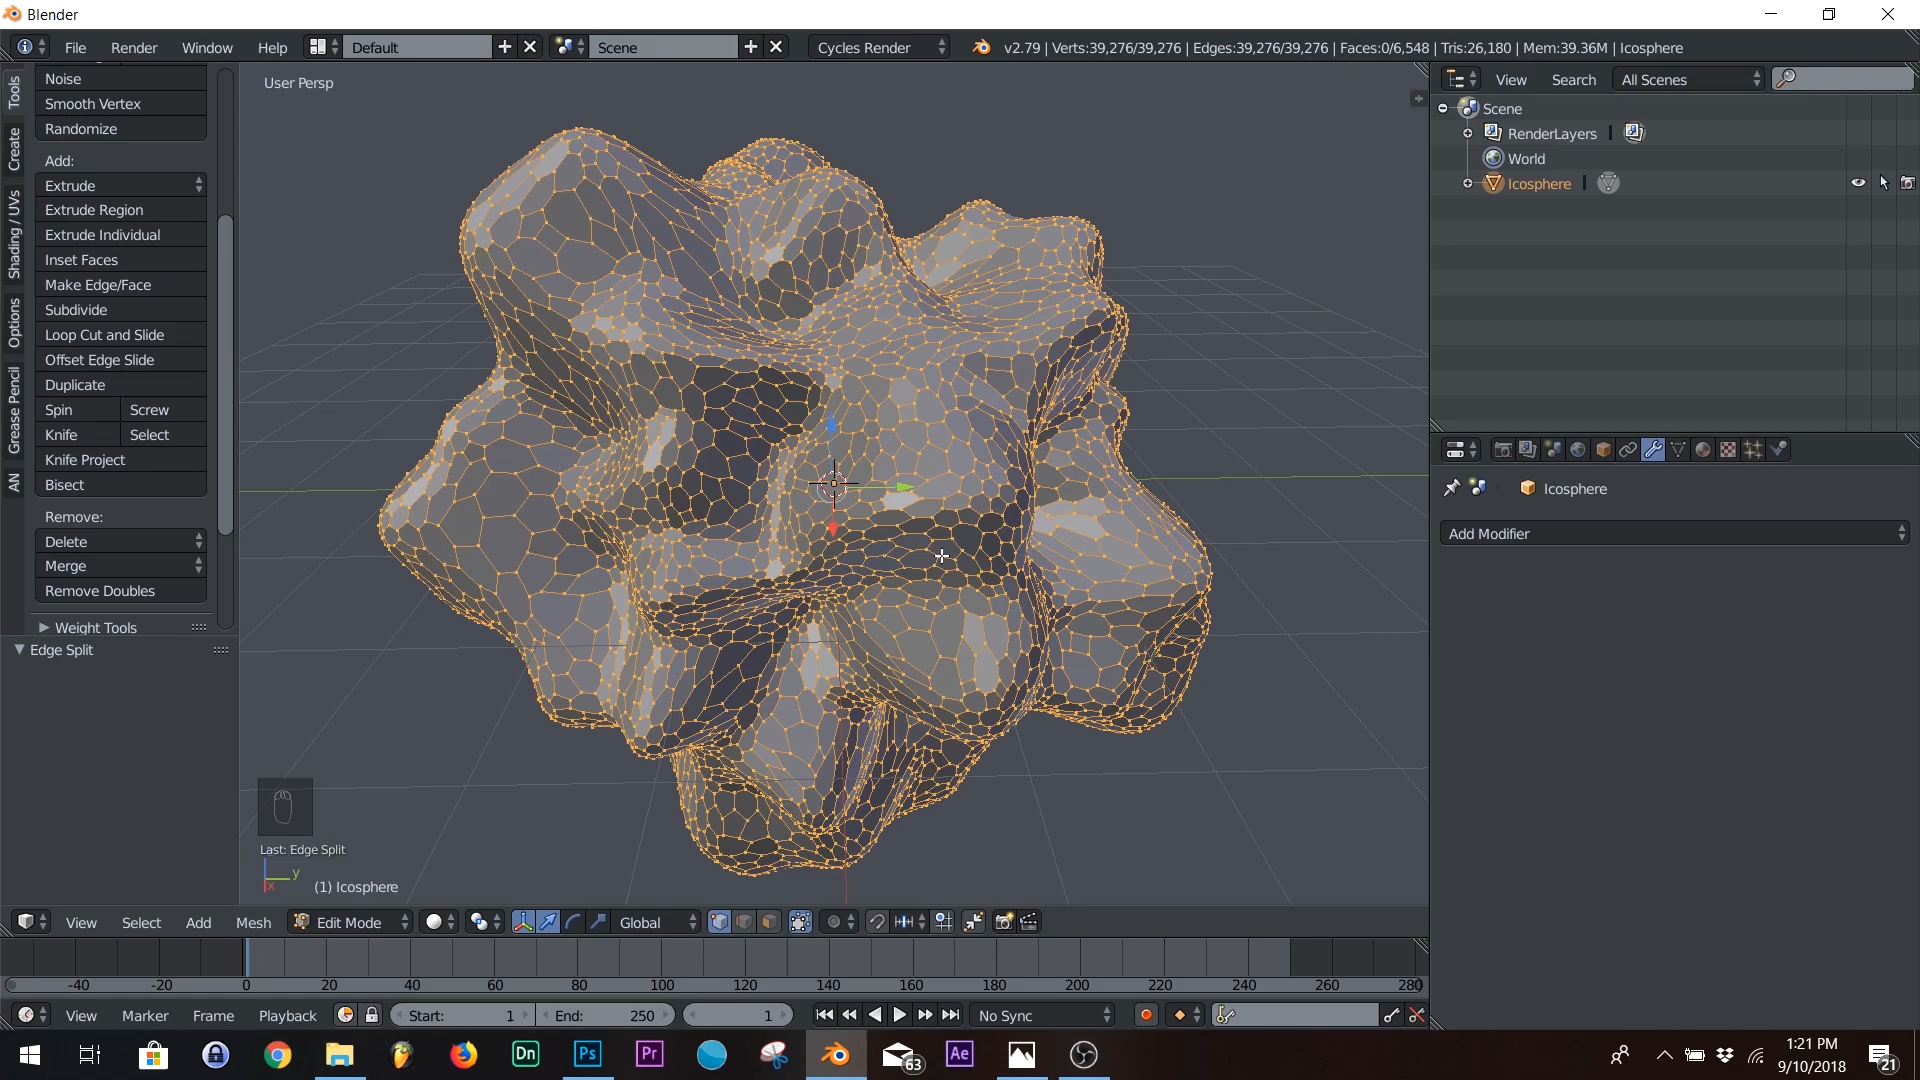 Blender
File Render Window Help Default Scene Cycles Render v2.79 | Verts:39,276/39,276 | Edges:39,276/39,276 | Faces:0/6,548 | Tris:26,180 | Mem:39.36M | Icosphere
Tools
Create
Shading / UVs
Options
Grease Pencil
AN
Noise
Smooth Vertex
Randomize
Add:
Extrude
Extrude Region
Extrude Individual
Inset Faces
Make Edge/Face
Subdivide
Loop Cut and Slide
Offset Edge Slide
Duplicate
Spin Screw
Knife Select
Knife Project
Bisect
Remove:
Delete
Merge
Remove Doubles
Weight Tools
Edge Split
User Persp
Last: Edge Split
y
x
(1) Icosphere
View Search All Scenes
Scene
RenderLayers
World
Icosphere
Icosphere
Add Modifier
View Select Add Mesh Edit Mode Global
-40 -20 0 20 40 60 80 100 120 140 160 180 200 220 240 260 280
View Marker Frame Playback Start: 1 End: 250 1 No Sync
Dn Ps Pr 63 Ae
1:21 PM
9/10/2018
21